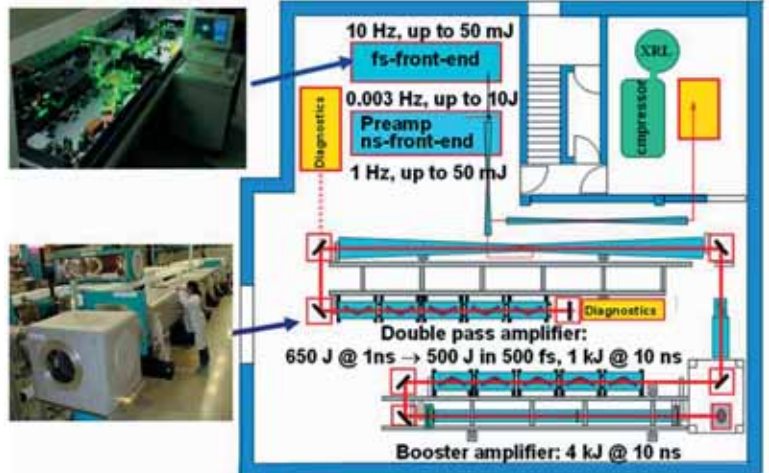 10 Hz, up to 50 mJ
fs-front-end
XRL
cmpressor
0.003 Hz, up to 10J
Preamp
ns-front-end
1 Hz, up to 50 mJ
Diagnostics
Diagnostics
Double pass amplifier:
650 J @ 1ns → 500 J in 500 fs, 1 kJ @ 10 ns
Booster amplifier: 4 kJ @ 10 ns